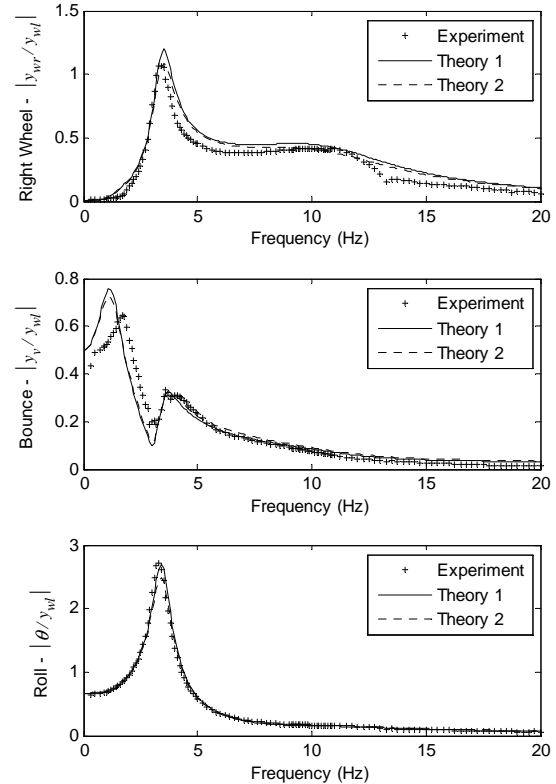 1.5
1
0.5
0
Right Wheel - |y_wr/y_wl|
+ Experiment
Theory 1
Theory 2
0 5 10 15 20
Frequency (Hz)
0.8
0.6
0.4
0.2
0
Bounce - |y_v/y_wl|
+ Experiment
Theory 1
Theory 2
0 5 10 15 20
Frequency (Hz)
3
2
1
0
Roll - |θ/y_wl|
+ Experiment
Theory 1
Theory 2
0 5 10 15 20
Frequency (Hz)